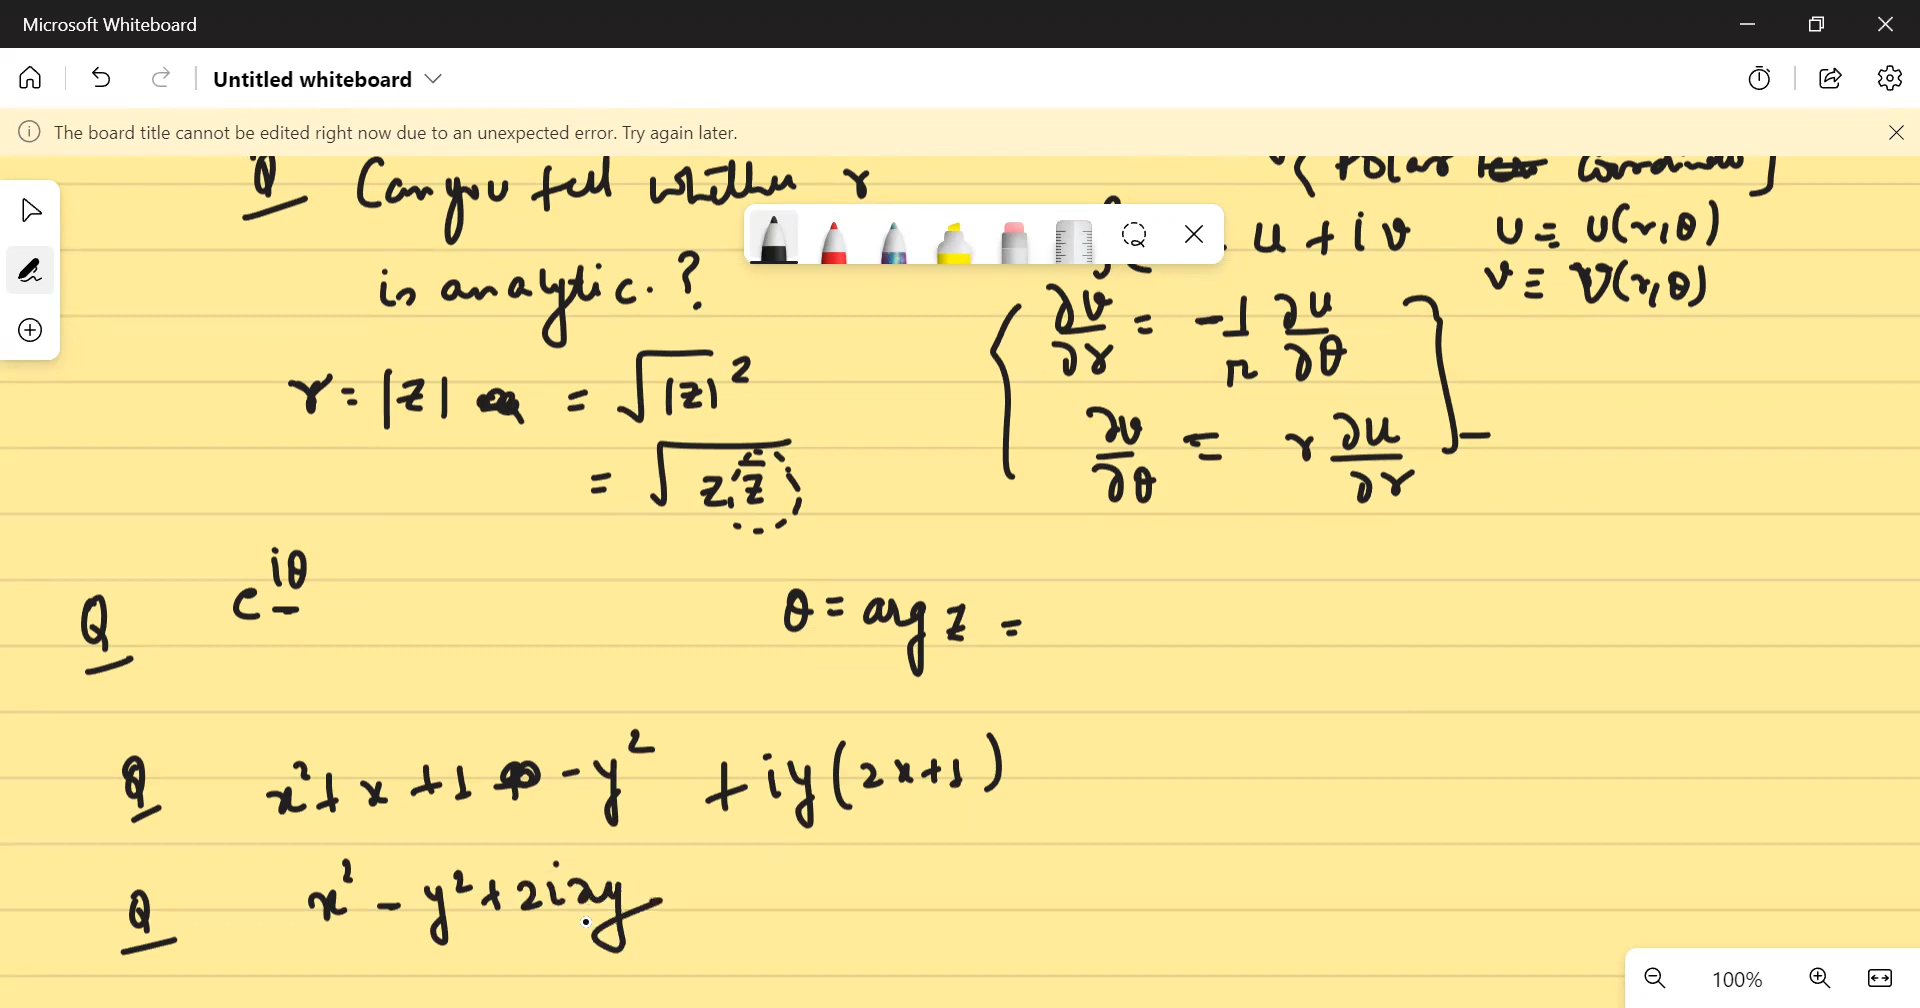 Microsoft Whiteboard
Untitled whiteboard
The board title cannot be edited right now due to an unexpected error. Try again later.
Q Can you tell whether r
is analytic. ?
{ Polar
u + i v
u ≡ u(r, θ)
v ≡ v(r, θ)
r = |z| = √|z|²
= √z z̄
∂v/∂r = -1/r ∂u/∂θ
∂v/∂θ = r ∂u/∂r
Q e^iθ
θ = arg z =
Q x² + x + 1 - y² + iy(2x+1)
Q x² - y² + 2ixy
100%